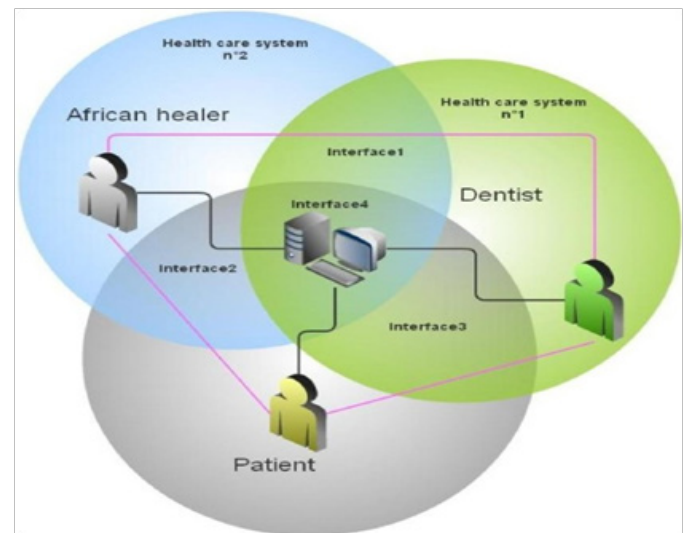 Health care system
n°2
African healer
Health care system
n°1
Interface1
Dentist
Interface4
Interface2
Interface3
Patient